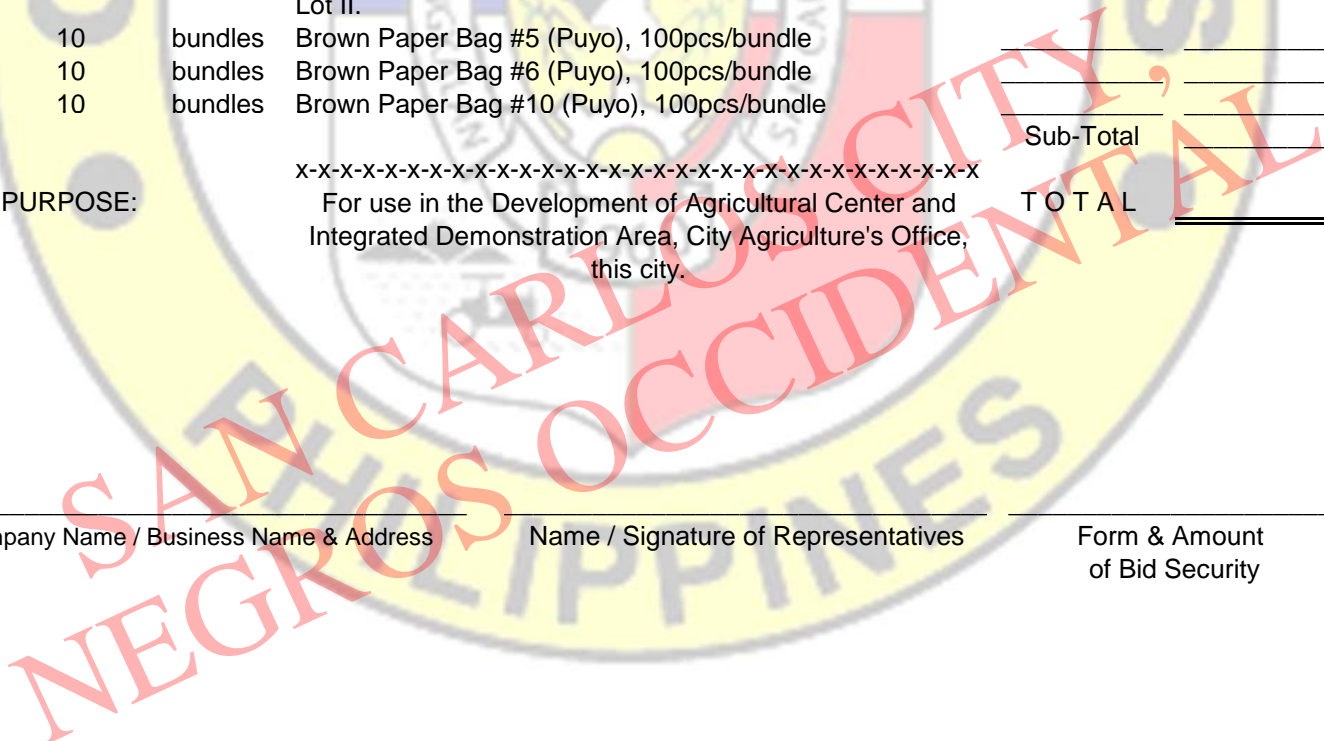 Lot II.
10 bundles Brown Paper Bag #5 (Puyo), 100pcs/bundle
10 bundles Brown Paper Bag #6 (Puyo), 100pcs/bundle
10 bundles Brown Paper Bag #10 (Puyo), 100pcs/bundle
Sub-Total
x-x-x-x-x-x-x-x-x-x-x-x-x-x-x-x-x-x-x-x-x-x-x-x-x-x-x-x-x-x-x
PURPOSE: For use in the Development of Agricultural Center and T O T A L
Integrated Demonstration Area, City Agriculture's Office,
this city.
mpany Name / Business Name & Address Name / Signature of Representatives Form & Amount
of Bid Security
SAN CARLOS CITY,
NEGROS OCCIDENTAL
PHILIPPINES